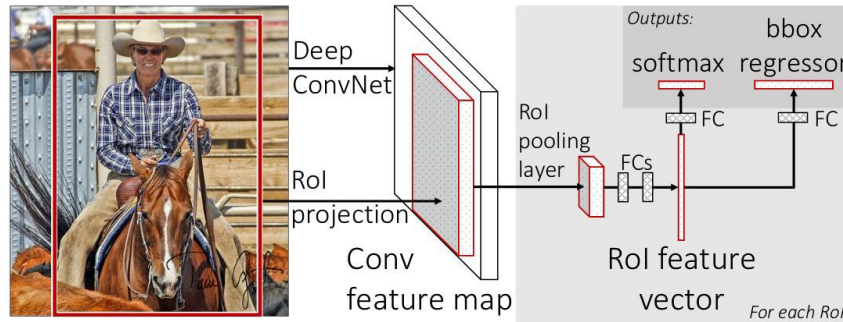 Deep
ConvNet
RoI
projection
Conv
feature map
RoI
pooling
layer
FCs
RoI feature
vector
Outputs:
softmax
bbox
regressor
FC
FC
For each RoI